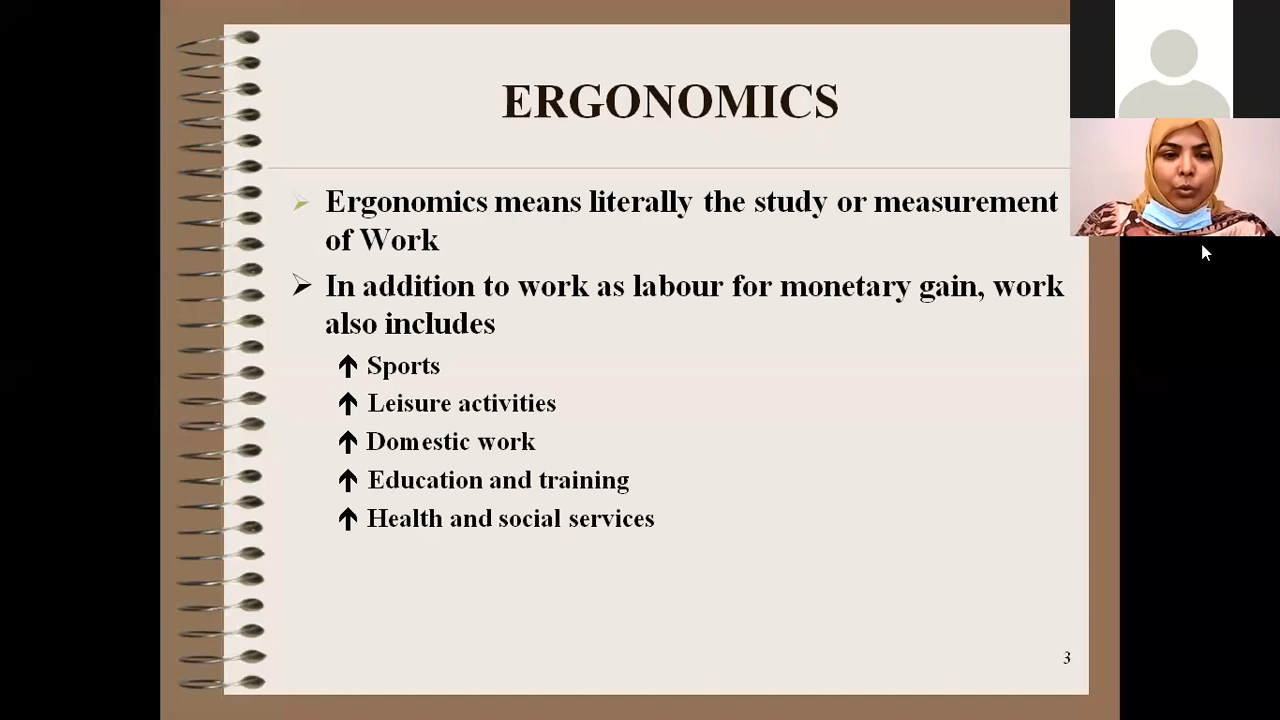 ERGONOMICS
Ergonomics means literally the study or measurement
of Work
In addition to work as labour for monetary gain, work
also includes
Sports
Leisure activities
Domestic work
Education and training
Health and social services
3